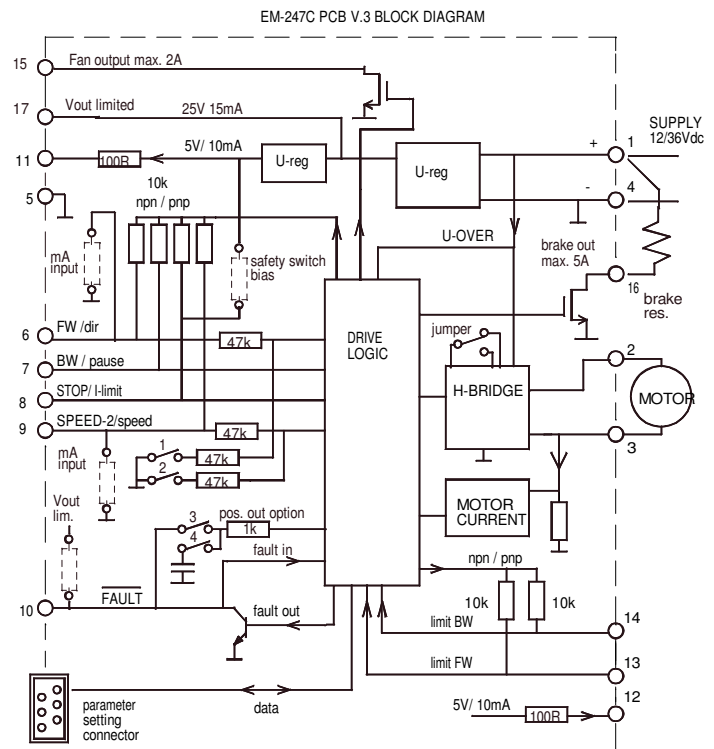 EM-247C PCB V.3 BLOCK DIAGRAM
15 Fan output max. 2A
17 Vout limited 25V 15mA
11 100R 5V/ 10mA U-reg U-reg + 1 SUPPLY
12/36Vdc
10k
npn / pnp
5 - 4
U-OVER
mA
input
safety switch
bias
brake out
max. 5A
16 brake
res.
6 FW /dir 47k
DRIVE
LOGIC
jumper
7 BW / pause
2
8 STOP/ I-limit
H-BRIDGE
MOTOR
9 SPEED-2/speed 47k
3
mA
input
1 47k
2 47k
Vout
lim.
MOTOR
CURRENT
pos. out option
3 1k
4
fault in
npn / pnp
10k 10k
10 FAULT
fault out
limit BW 14
limit FW 13
parameter
setting
connector
data
5V/ 10mA 100R 12